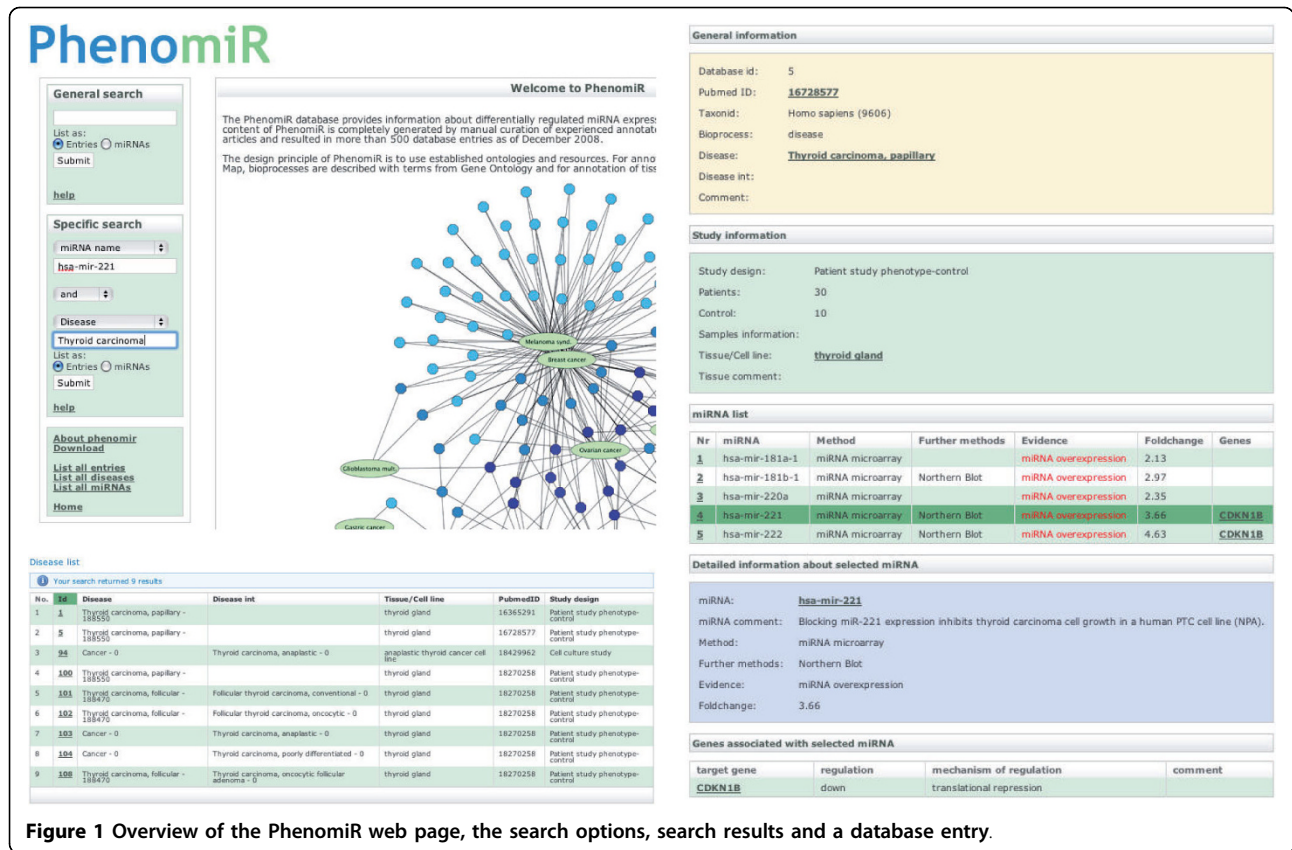 PhenomiR
General search
List as:
Entries miRNAs
Submit
help
Specific search
miRNA name
hsa-mir-221
and
Disease
Thyroid carcinoma
List as:
Entries miRNAs
Submit
help
About phenomir
Download
List all entries
List all diseases
List all miRNAs
Home
Welcome to PhenomiR
The PhenomiR database provides information about differentially regulated miRNA expres
content of PhenomiR is completely generated by manual curation of experienced annotat
articles and resulted in more than 500 database entries as of December 2008.
The design principle of PhenomiR is to use established ontologies and resources. For anno
Map, bioprocesses are described with terms from Gene Ontology and for annotation of tiss
Melanoma synd.
Breast cancer
Ovarian cancer
Glioblastoma mult.
Gastric cancer
Disease list
Your search returned 9 results
No. Id Disease Disease int Tissue/Cell line PubmedID Study design
1 1 Thyroid carcinoma, papillary - 188550 thyroid gland 16365291 Patient study phenotype-control
2 5 Thyroid carcinoma, papillary - 188550 thyroid gland 16728577 Patient study phenotype-control
3 94 Cancer - 0 Thyroid carcinoma, anaplastic - 0 anaplastic thyroid cancer cell line 18429962 Cell culture study
4 100 Thyroid carcinoma, papillary - 188550 thyroid gland 18270258 Patient study phenotype-control
5 101 Thyroid carcinoma, follicular - 188470 Follicular thyroid carcinoma, conventional - 0 thyroid gland 18270258 Patient study phenotype-control
6 102 Thyroid carcinoma, follicular - 188470 Follicular thyroid carcinoma, oncocytic - 0 thyroid gland 18270258 Patient study phenotype-control
7 103 Cancer - 0 Thyroid carcinoma, anaplastic - 0 thyroid gland 18270258 Patient study phenotype-control
8 104 Cancer - 0 Thyroid carcinoma, poorly differentiated - 0 thyroid gland 18270258 Patient study phenotype-control
9 108 Thyroid carcinoma, follicular - 188470 Thyroid carcinoma, oncocytic follicular adenoma - 0 thyroid gland 18270258 Patient study phenotype-control
General information
Database id: 5
Pubmed ID: 16728577
Taxonid: Homo sapiens (9606)
Bioprocess: disease
Disease: Thyroid carcinoma, papillary
Disease int:
Comment:
Study information
Study design: Patient study phenotype-control
Patients: 30
Control: 10
Samples information:
Tissue/Cell line: thyroid gland
Tissue comment:
miRNA list
Nr miRNA Method Further methods Evidence Foldchange Genes
1 hsa-mir-181a-1 miRNA microarray miRNA overexpression 2.13
2 hsa-mir-181b-1 miRNA microarray Northern Blot miRNA overexpression 2.97
3 hsa-mir-220a miRNA microarray miRNA overexpression 2.35
4 hsa-mir-221 miRNA microarray Northern Blot miRNA overexpression 3.66 CDKN1B
5 hsa-mir-222 miRNA microarray Northern Blot miRNA overexpression 4.63 CDKN1B
Detailed information about selected miRNA
miRNA: hsa-mir-221
miRNA comment: Blocking miR-221 expression inhibits thyroid carcinoma cell growth in a human PTC cell line (NPA).
Method: miRNA microarray
Further methods: Northern Blot
Evidence: miRNA overexpression
Foldchange: 3.66
Genes associated with selected miRNA
target gene regulation mechanism of regulation comment
CDKN1B down translational repression
Figure 1 Overview of the PhenomiR web page, the search options, search results and a database entry.